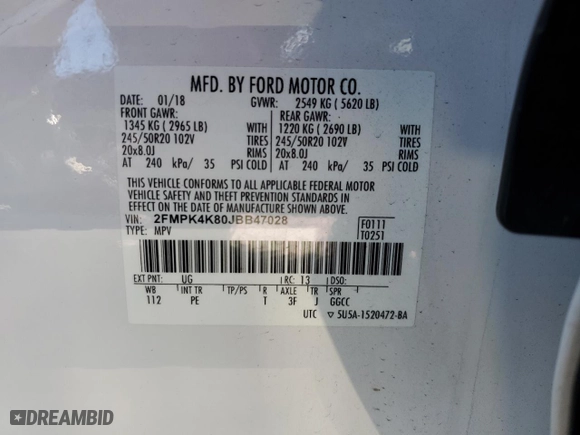 MFD. BY FORD MOTOR CO.
DATE: 01/18 GVWR: 2549 KG ( 5620 LB)
FRONT GAWR: REAR GAWR:
1345 KG ( 2965 LB) WITH 1220 KG ( 2690 LB) WITH
245/50R20 102V TIRES 245/50R20 102V TIRES
20x8.0J RIMS 20x8.0J RIMS
AT 240 kPa/ 35 PSI COLD AT 240 kPa/ 35 PSI COLD
THIS VEHICLE CONFORMS TO ALL APPLICABLE FEDERAL MOTOR
VEHICLE SAFETY AND THEFT PREVENTION STANDARDS IN
EFFECT ON THE DATE OF MANUFACTURE SHOWN ABOVE.
VIN: 2FMPK4K80JBB47028 F0111
TYPE: MPV T0251
EXT PNT: UG RC: 13 DSO:
WB INT TR TP/PS R AXLE TR SPR
112 PE T 3F J GGCC
UTC ▽ 5U5A-1520472-BA
DREAMBID